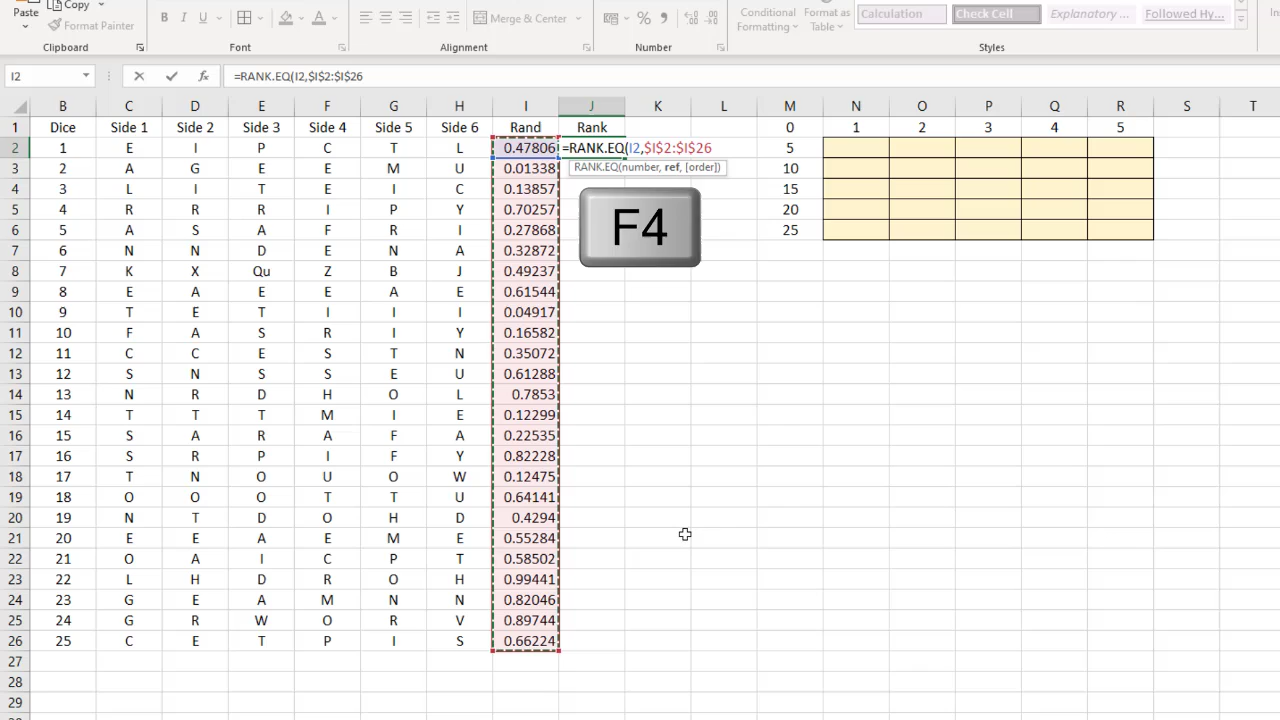 Copy
Paste
Format Painter
B I U A Merge & Center % , Conditional Formatting Format as Table
Calculation Check Cell Explanatory ... Followed Hy...
Clipboard Font Alignment Number Styles
I2 fx =RANK.EQ(I2,$I$2:$I$26
B C D E F G H I J K L M N O P Q R S T
1 Dice Side 1 Side 2 Side 3 Side 4 Side 5 Side 6 Rand Rank 0 1 2 3 4 5
2 1 E I P C T L 0.47806 =RANK.EQ(I2,$I$2:$I$26 5
3 2 A G E E M U 0.01338 RANK.EQ(number, ref, [order]) 10
4 3 L I T E I C 0.13857 15
5 4 R R R I P Y 0.70257 20
6 5 A S A F R I 0.27868 25
F4
7 6 N N D E N A 0.32872
8 7 K X Qu Z B J 0.49237
9 8 E A E E A E 0.61544
10 9 T E T I I I 0.04917
11 10 F A S R I Y 0.16582
12 11 C C E S T N 0.35072
13 12 S N S S E U 0.61288
14 13 N R D H O L 0.7853
15 14 T T T M I E 0.12299
16 15 S A R A F A 0.22535
17 16 S R P I F Y 0.82228
18 17 T N O U O W 0.12475
19 18 O O O T T U 0.64141
20 19 N T D O H D 0.4294
21 20 E E A E M E 0.55284
22 21 O A I C P T 0.58502
23 22 L H D R O H 0.99441
24 23 G E A M N N 0.82046
25 24 G R W O R V 0.89744
26 25 C E T P I S 0.66224
27
28
29